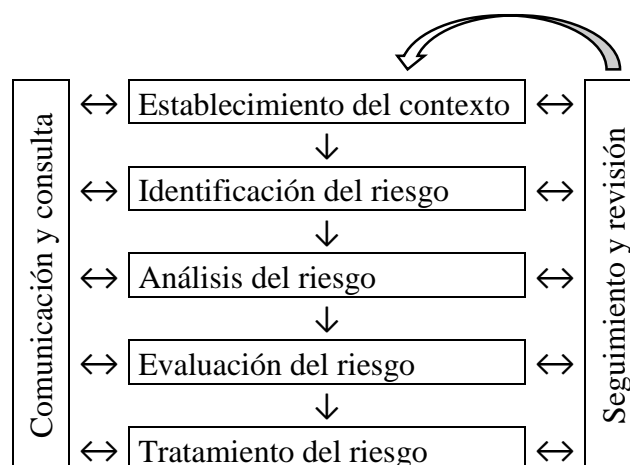 Comunicación y consulta
Establecimiento del contexto
Identificación del riesgo
Análisis del riesgo
Evaluación del riesgo
Tratamiento del riesgo
Seguimiento y revisión